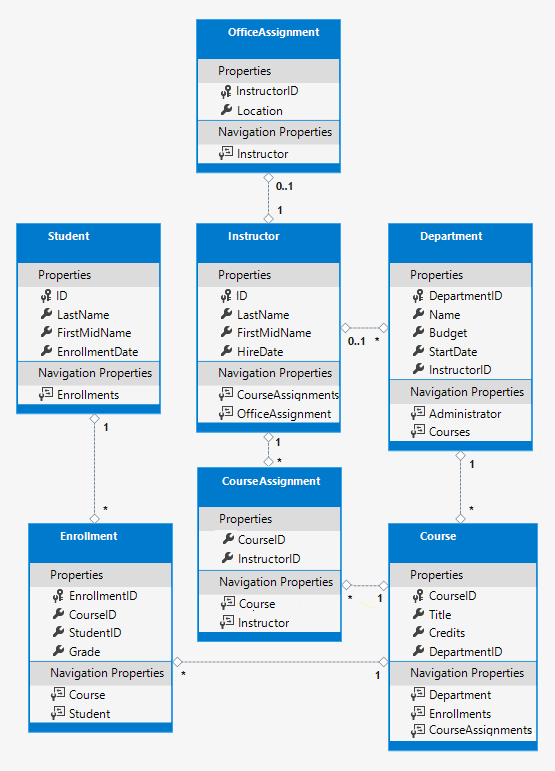 OfficeAssignment
Properties
InstructorID
Location
Navigation Properties
Instructor
0..1
1
Student
Properties
ID
LastName
FirstMidName
EnrollmentDate
Navigation Properties
Enrollments
1
*
Instructor
Properties
ID
LastName
FirstMidName
HireDate
Navigation Properties
CourseAssignments
OfficeAssignment
0..1 *
1
*
Department
Properties
DepartmentID
Name
Budget
StartDate
InstructorID
Navigation Properties
Administrator
Courses
1
*
Enrollment
Properties
EnrollmentID
CourseID
StudentID
Grade
Navigation Properties
Course
Student
CourseAssignment
Properties
CourseID
InstructorID
Navigation Properties
Course
Instructor
* 1
* 1
Course
Properties
CourseID
Title
Credits
DepartmentID
Navigation Properties
Department
Enrollments
CourseAssignments